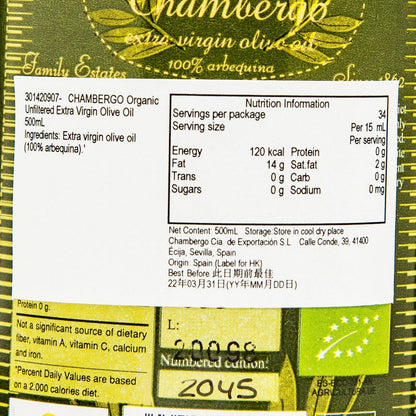 Chambergo
extra virgin olive oil
100% arbequina
Family Estates
301420907- CHAMBERGO Organic
Unfiltered Extra Virgin Olive Oil
500mL
Ingredients: Extra virgin olive oil
(100% arbequina).
Nutrition Information
Servings per package 34
Serving size Per 15 mL
Per serving
Energy 120 kcal Protein 0 g
Fat 14 g Sat.fat 2 g
Trans 0 g Carb 0 g
Sugars 0 g Sodium 0 mg
Net Content: 500mL Storage:Store in cool dry place
Chambergo Cia de Exportación S.L Calle Conde, 39, 41400
Écija, Sevilla, Spain
Origin: Spain (Label for HK)
Best Before 此日期前最佳
22年03月31日(YY年MM月DD日)
Protein 0 g.
Not a significant source of dietary
fiber, vitamin A, vitamin C, calcium
and iron.
*Percent Daily Values are based
on a 2.000 calories diet.
L:
Numbered edition:
2045